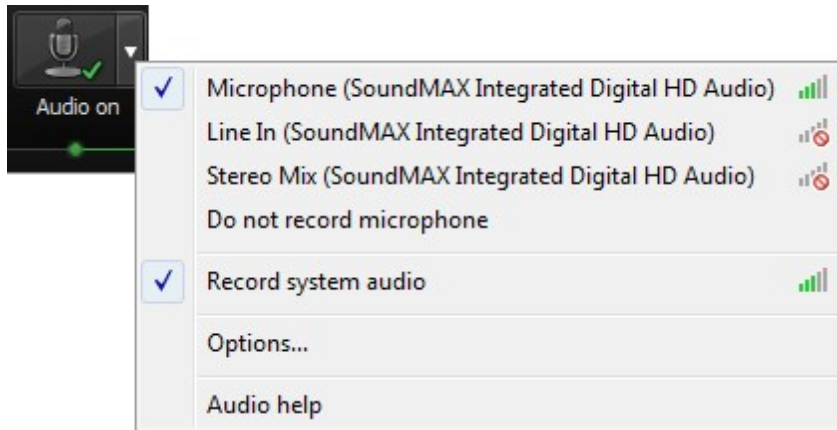 Audio on
Microphone (SoundMAX Integrated Digital HD Audio)
Line In (SoundMAX Integrated Digital HD Audio)
Stereo Mix (SoundMAX Integrated Digital HD Audio)
Do not record microphone
Record system audio
Options...
Audio help